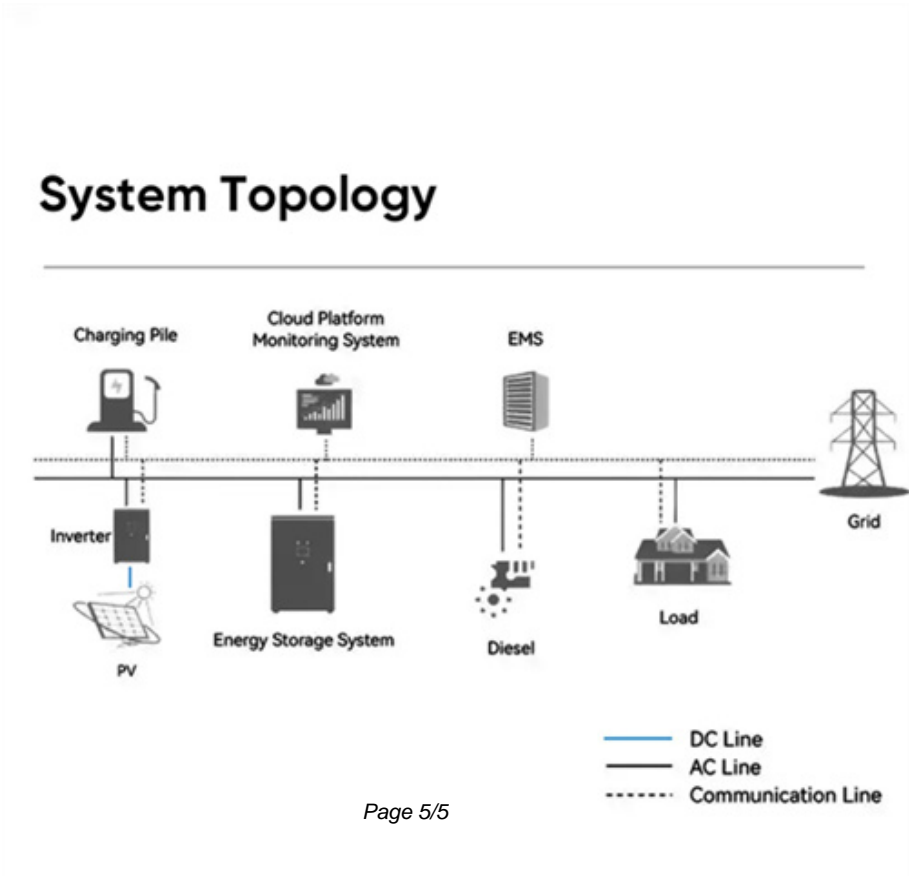 System Topology
Charging Pile
Cloud Platform
Monitoring System
EMS
Grid
Inverter
Energy Storage System
Load
Diesel
PV
DC Line
AC Line
Communication Line
Page 5/5